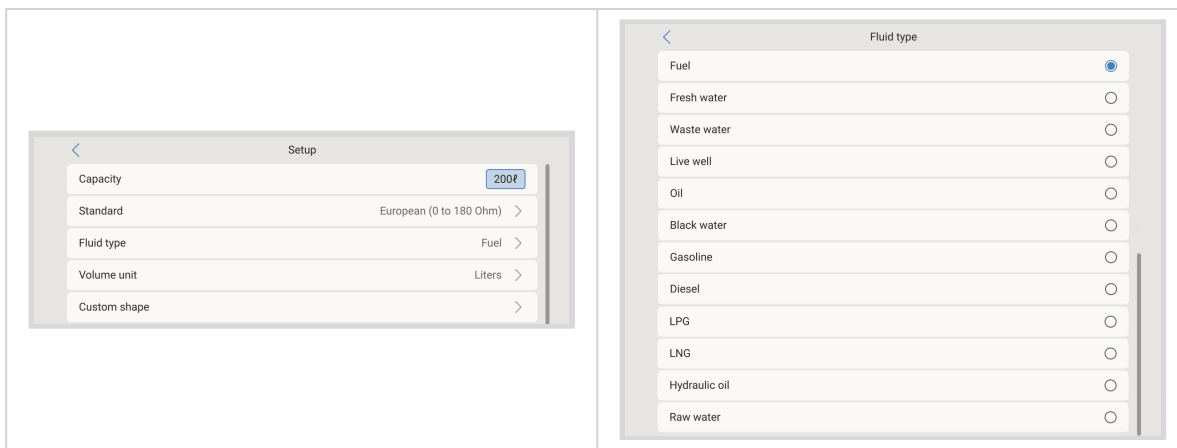 Setup
Capacity 200ℓ
Standard European (0 to 180 Ohm)
Fluid type Fuel
Volume unit Liters
Custom shape
Fluid type
Fuel
Fresh water
Waste water
Live well
Oil
Black water
Gasoline
Diesel
LPG
LNG
Hydraulic oil
Raw water